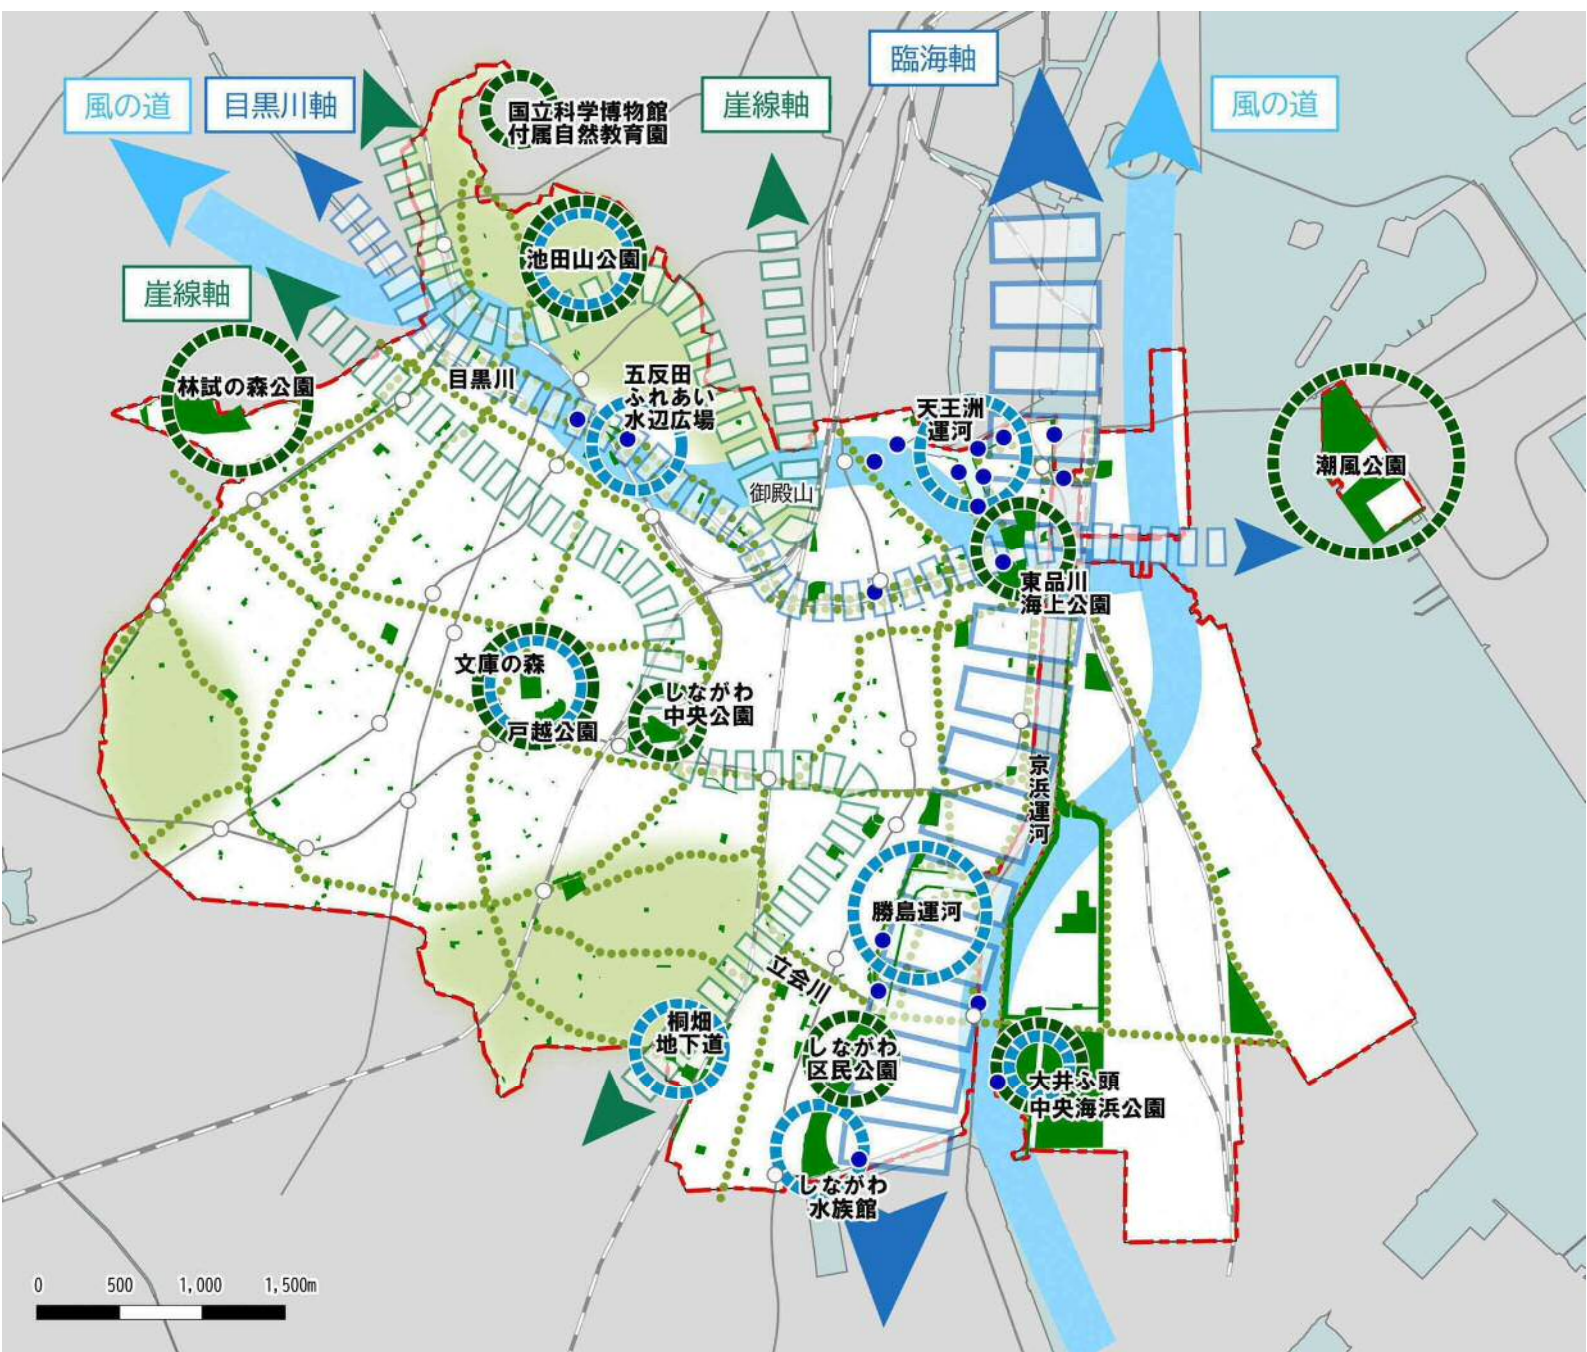 臨海軸
風の道
目黒川軸
崖線軸
風の道
国立科学博物館
付属自然教育園
池田山公園
崖線軸
林試の森公園
目黒川
五反田
ふれあい
水辺広場
天王洲
運河
潮風公園
御殿山
東品川
海上公園
文庫の森
戸越公園
しながわ
中央公園
京浜運河
勝島運河
立会川
桐畑
地下道
しながわ
区民公園
大井ふ頭
中央海浜公園
しながわ
水族館
0 500 1,000 1,500m